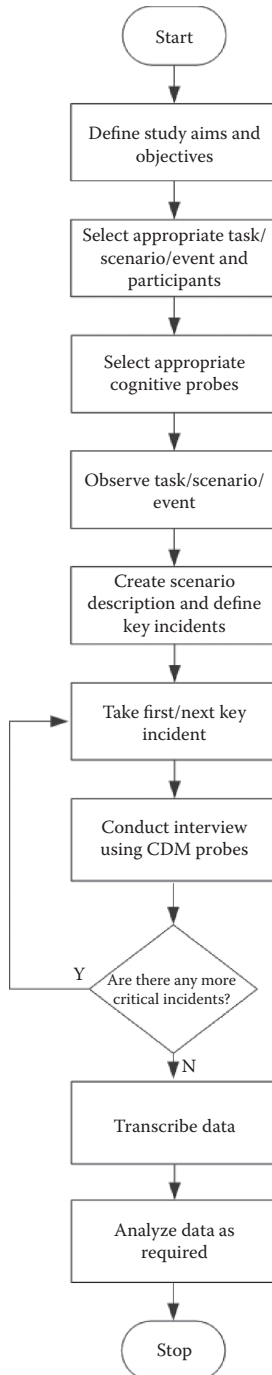 Start
Define study aims and
objectives
Select appropriate task/
scenario/event and
participants
Select appropriate
cognitive probes
Observe task/scenario/
event
Create scenario
description and define
key incidents
Take first/next key
incident
Conduct interview
using CDM probes
Are there any more
critical incidents?
Y
N
Transcribe data
Analyze data as
required
Stop